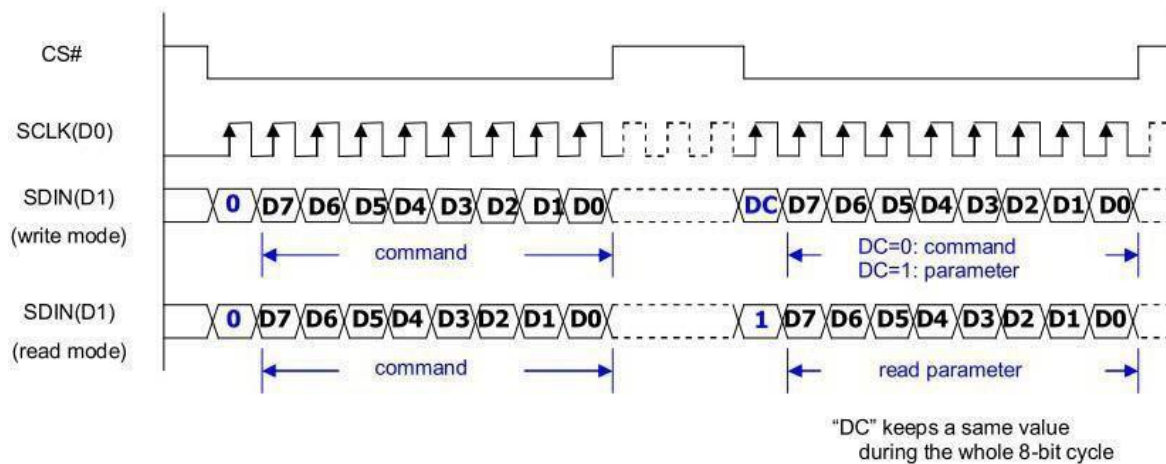 CS#
SCLK(D0)
SDIN(D1)
(write mode)
0 D7 D6 D5 D4 D3 D2 D1 D0
DC D7 D6 D5 D4 D3 D2 D1 D0
command
DC=0: command
DC=1: parameter
SDIN(D1)
(read mode)
0 D7 D6 D5 D4 D3 D2 D1 D0
1 D7 D6 D5 D4 D3 D2 D1 D0
command
read parameter
“DC” keeps a same value
during the whole 8-bit cycle